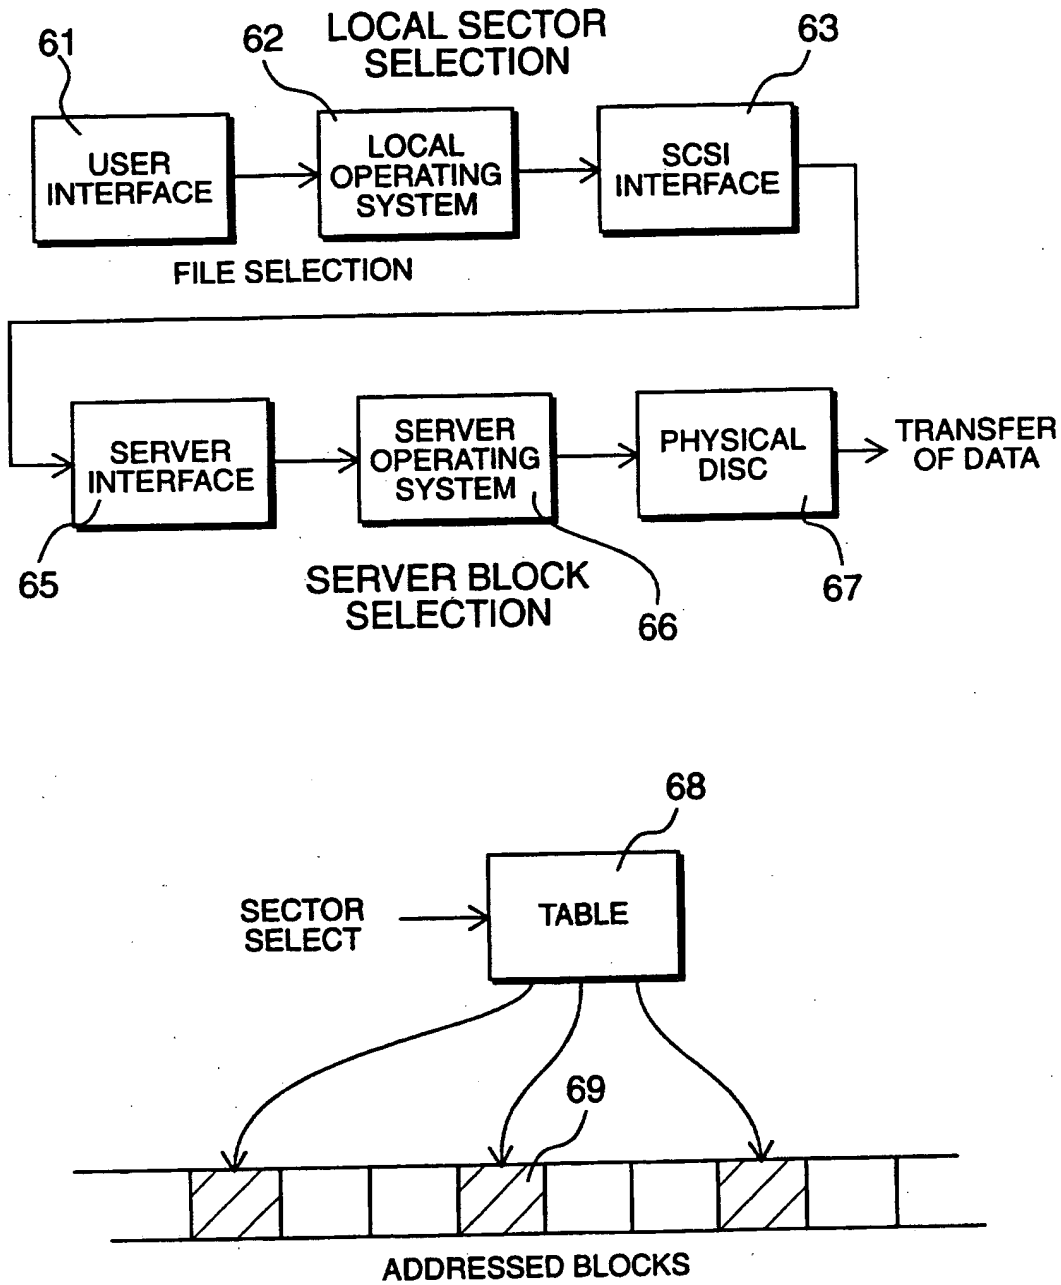 61
62
LOCAL SECTOR
SELECTION
63
USER
INTERFACE
LOCAL
OPERATING
SYSTEM
SCSI
INTERFACE
FILE SELECTION
SERVER
INTERFACE
SERVER
OPERATING
SYSTEM
PHYSICAL
DISC
TRANSFER
OF DATA
65
SERVER BLOCK
SELECTION
66
67
68
SECTOR
SELECT
TABLE
69
ADDRESSED BLOCKS